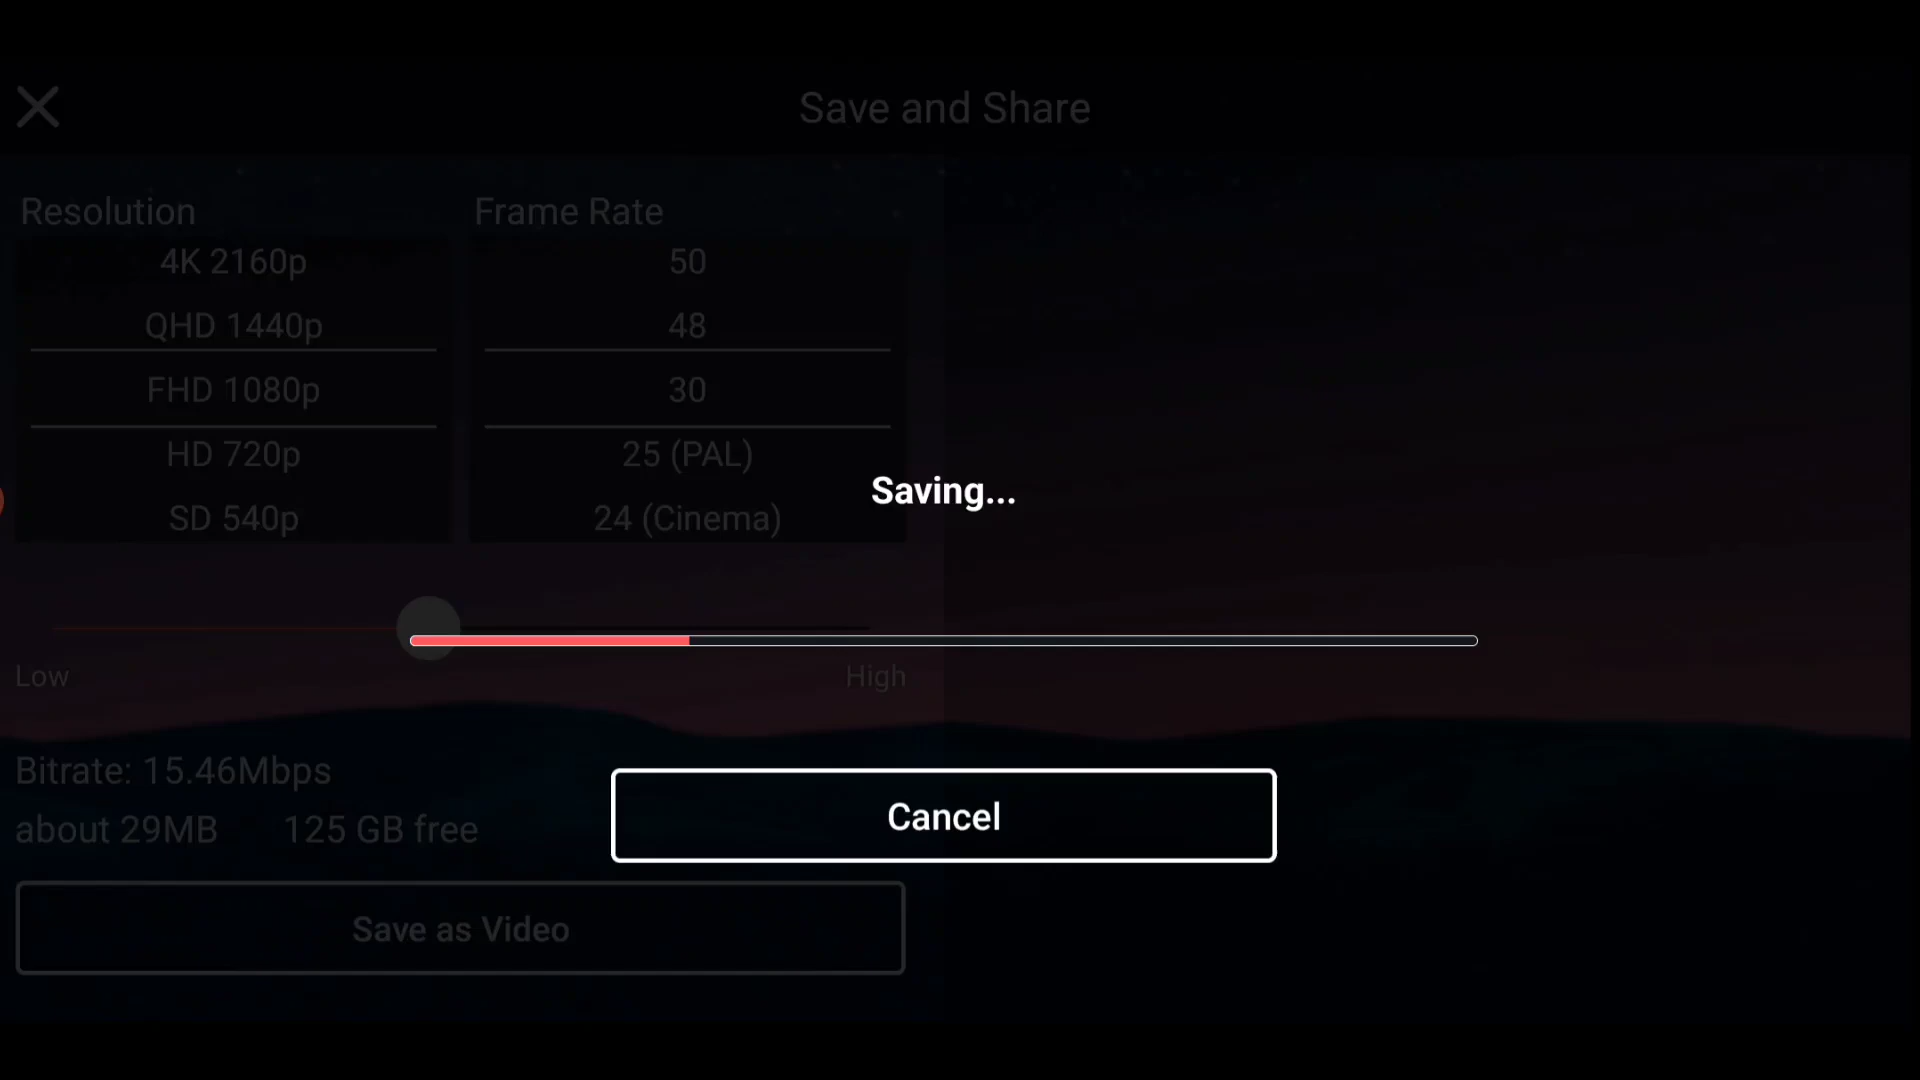 Save and Share
Resolution
Frame Rate
4K 2160p
50
QHD 1440p
48
FHD 1080p
30
HD 720p
25 (PAL)
SD 540p
24 (Cinema)
Saving...
Low
High
Bitrate: 15.46Mbps
about 29MB
125 GB free
Cancel
Save as Video